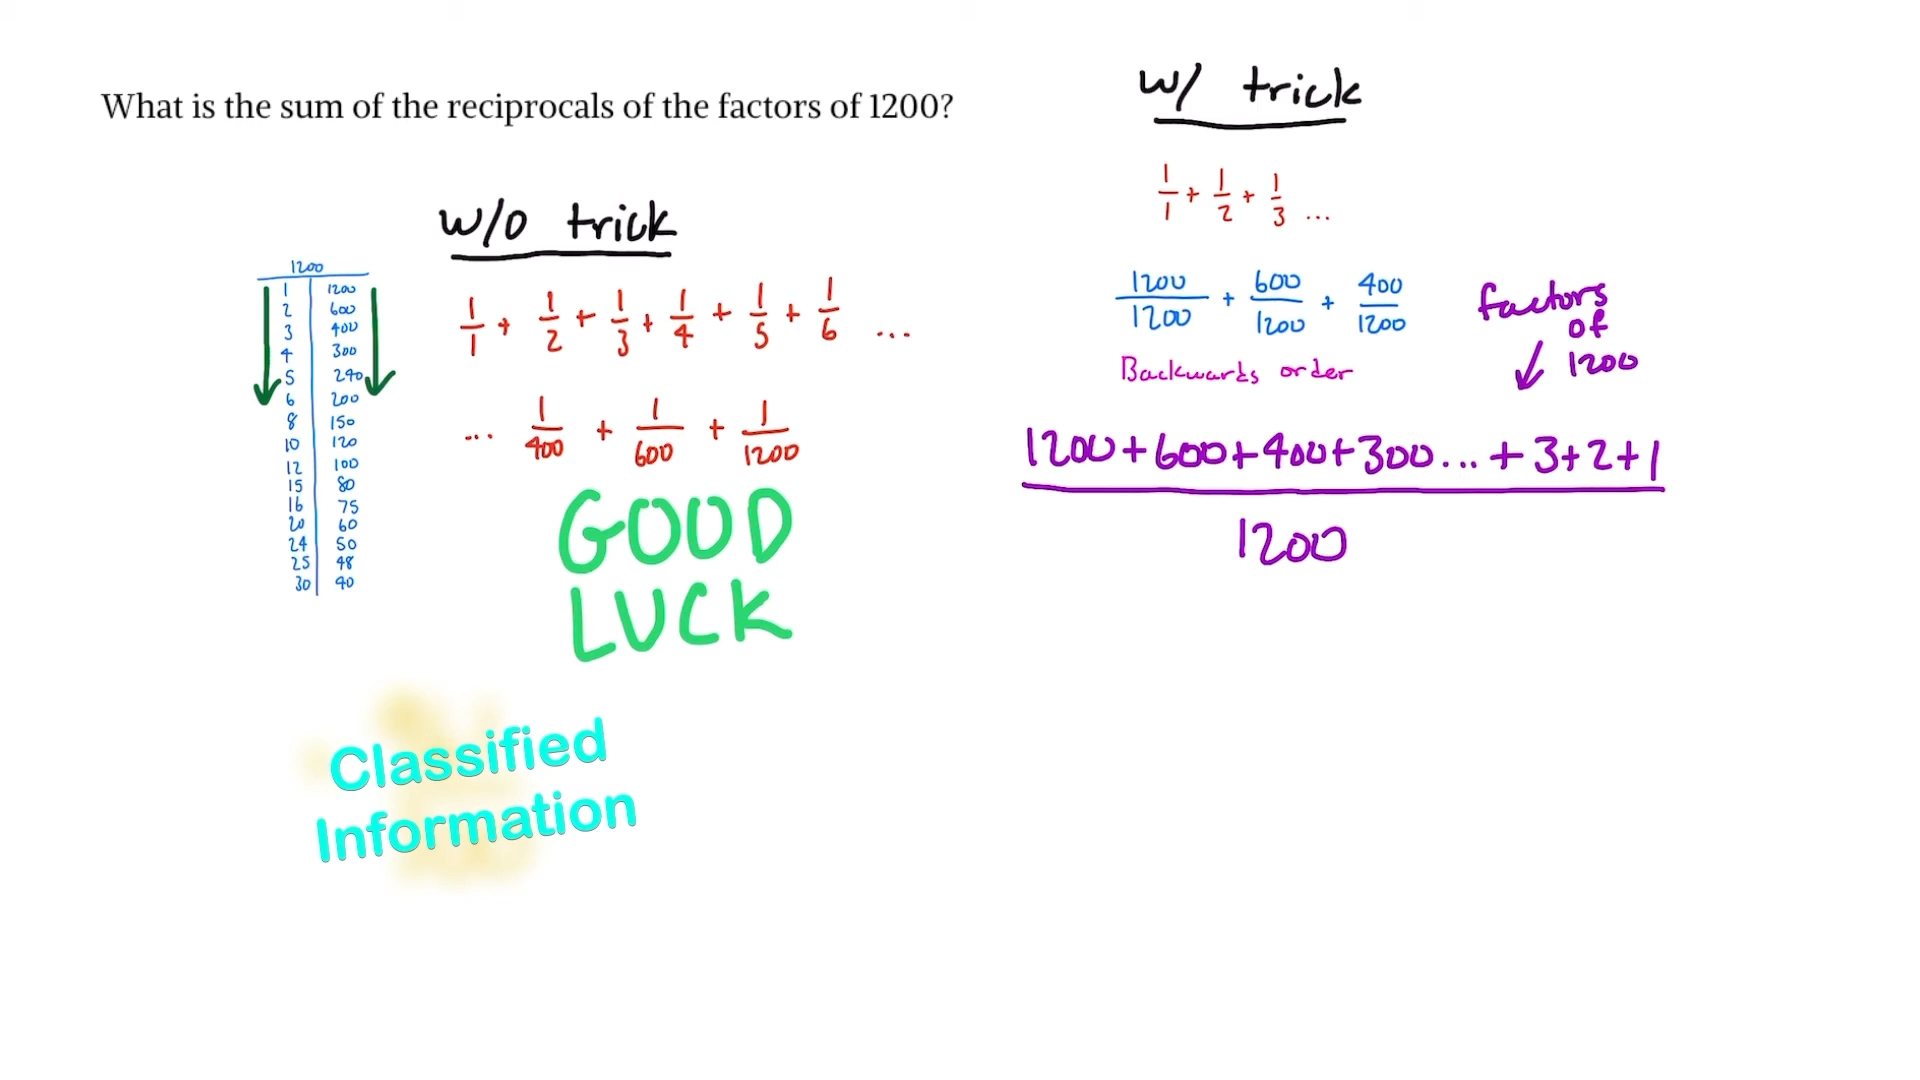 What is the sum of the reciprocals of the factors of 1200?
w/o trick
1200
1 1200
2 600
3 400
4 300
5 240
6 200
8 150
10 120
12 100
15 80
16 75
20 60
24 50
25 48
30 40
1/1 + 1/2 + 1/3 + 1/4 + 1/5 + 1/6 ...
... 1/400 + 1/600 + 1/1200
GOOD
LUCK
Classified
Information
w/ trick
1/1 + 1/2 + 1/3 ...
1200/1200 + 600/1200 + 400/1200
Backwards order
factors
of
1200
1200+600+400+300...+3+2+1
1200